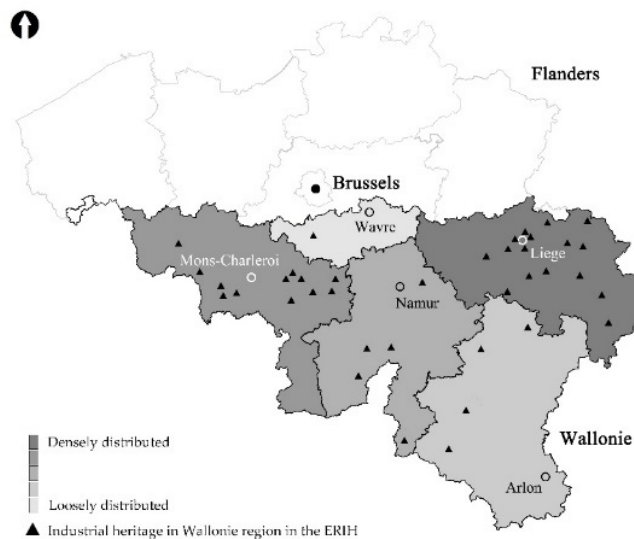 Flanders
Brussels
Wavre
Mons-Charleroi
Liege
Namur
Densely distributed
Wallonie
Loosely distributed
Arlon
Industrial heritage in Wallonie region in the ERIH